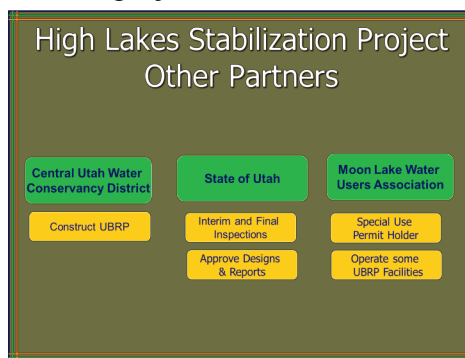 High Lakes Stabilization Project
Other Partners
Central Utah Water
Conservancy District
Construct UBRP
State of Utah
Interim and Final
Inspections
Approve Designs
& Reports
Moon Lake Water
Users Association
Special Use
Permit Holder
Operate some
UBRP Facilities